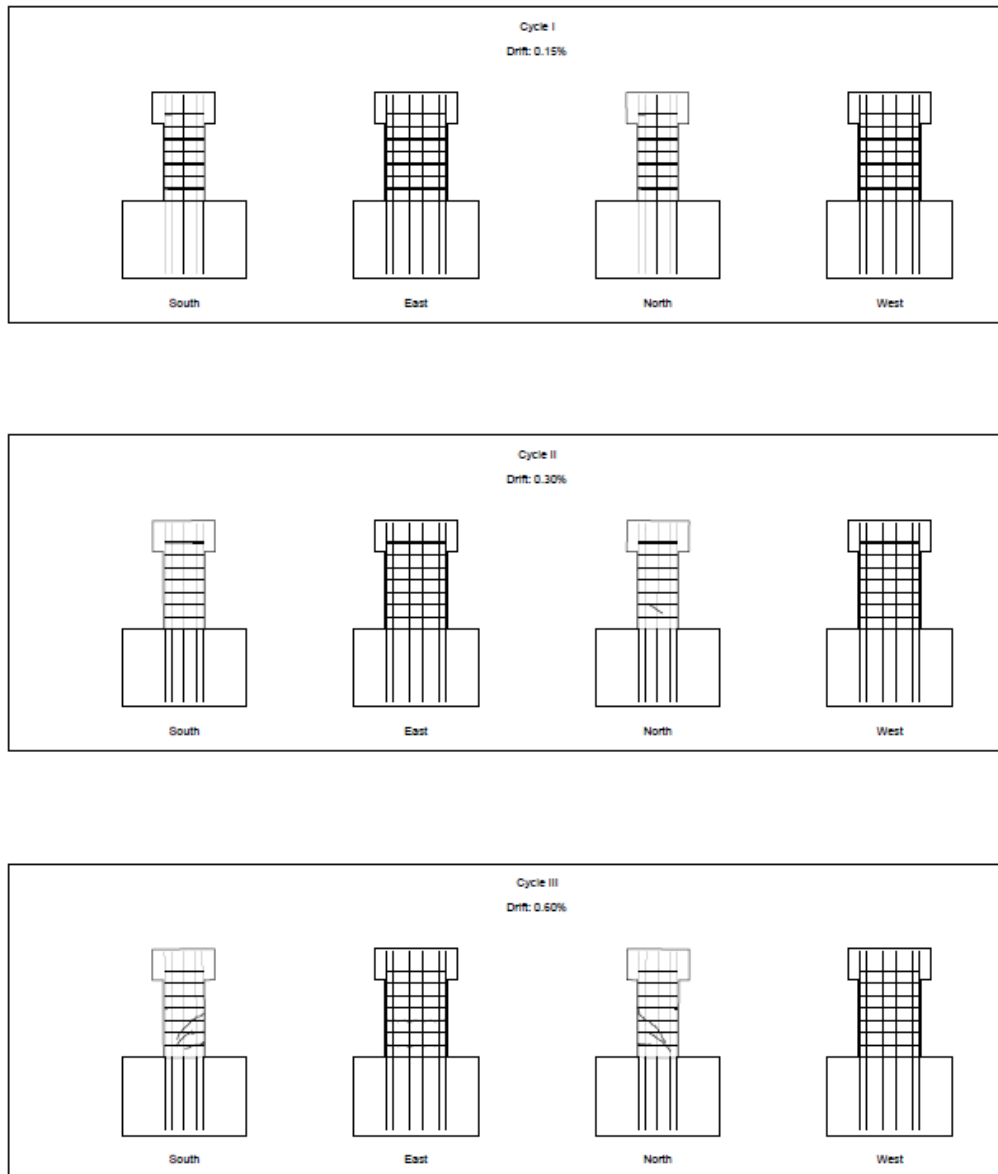 Cycle I
Drift: 0.15%
South
East
North
West
Cycle II
Drift: 0.30%
South
East
North
West
Cycle III
Drift: 0.60%
South
East
North
West